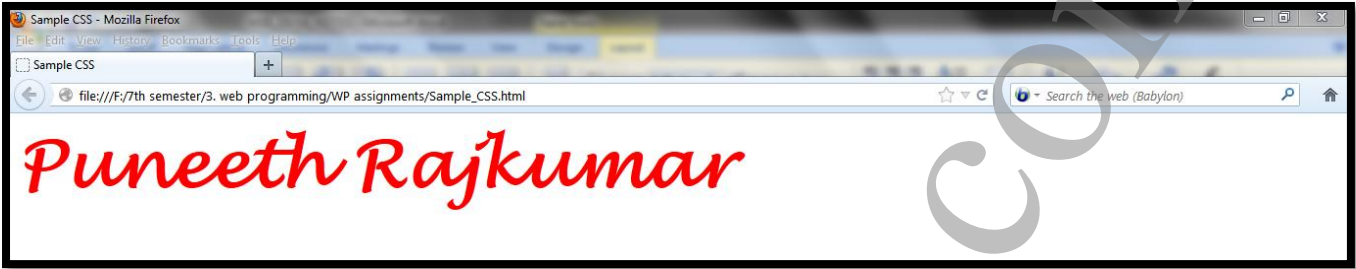 Sample CSS - Mozilla Firefox
File Edit View History Bookmarks Tools Help
Sample CSS +
file:///F:/7th semester/3. web programming/WP assignments/Sample_CSS.html
Search the web (Babylon)
Puneeth Rajkumar